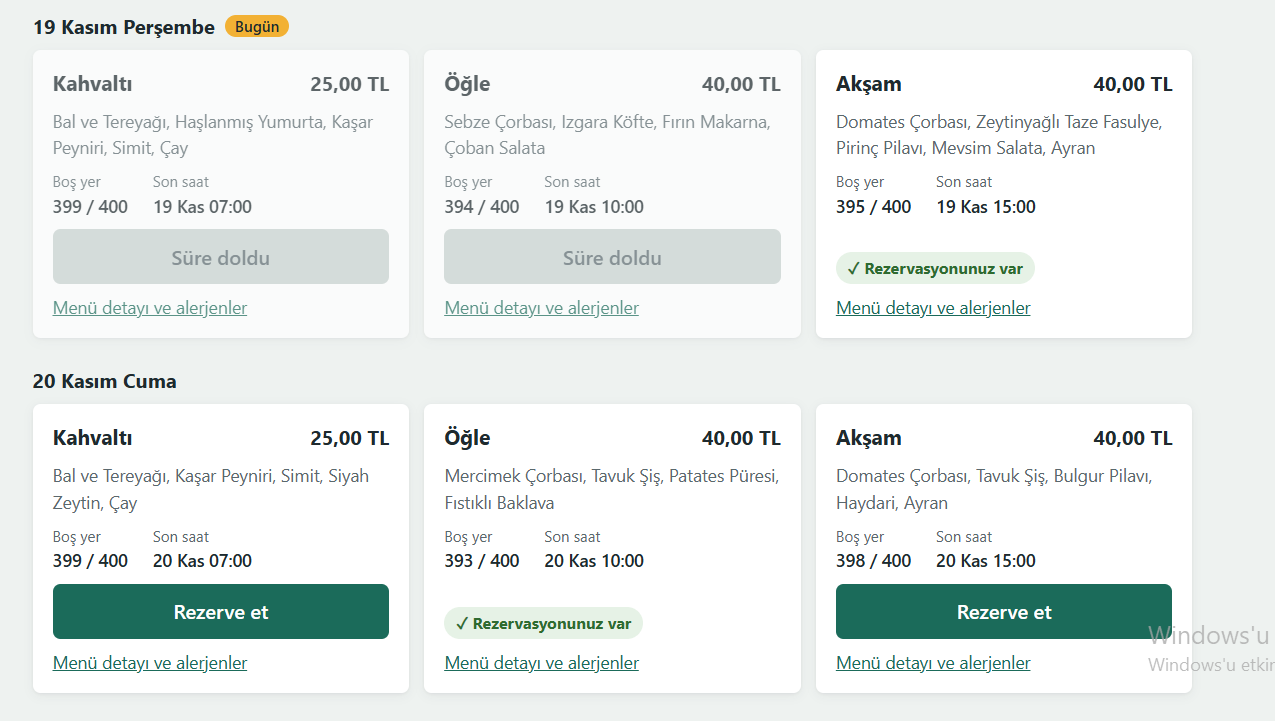 19 Kasım Perşembe Bugün
Kahvaltı 25,00 TL
Bal ve Tereyağı, Haşlanmış Yumurta, Kaşar
Peyniri, Simit, Çay
Boş yer Son saat
399 / 400 19 Kas 07:00
Süre doldu
Menü detayı ve alerjenler
Öğle 40,00 TL
Sebze Çorbası, Izgara Köfte, Fırın Makarna,
Çoban Salata
Boş yer Son saat
394 / 400 19 Kas 10:00
Süre doldu
Menü detayı ve alerjenler
Akşam 40,00 TL
Domates Çorbası, Zeytinyağlı Taze Fasulye,
Pirinç Pilavı, Mevsim Salata, Ayran
Boş yer Son saat
395 / 400 19 Kas 15:00
✓ Rezervasyonunuz var
Menü detayı ve alerjenler
20 Kasım Cuma
Kahvaltı 25,00 TL
Bal ve Tereyağı, Kaşar Peyniri, Simit, Siyah
Zeytin, Çay
Boş yer Son saat
399 / 400 20 Kas 07:00
Rezerve et
Menü detayı ve alerjenler
Öğle 40,00 TL
Mercimek Çorbası, Tavuk Şiş, Patates Püresi,
Fıstıklı Baklava
Boş yer Son saat
393 / 400 20 Kas 10:00
✓ Rezervasyonunuz var
Menü detayı ve alerjenler
Akşam 40,00 TL
Domates Çorbası, Tavuk Şiş, Bulgur Pilavı,
Haydari, Ayran
Boş yer Son saat
398 / 400 20 Kas 15:00
Rezerve et
Menü detayı ve alerjenler
Windows'u
Windows'u etkin